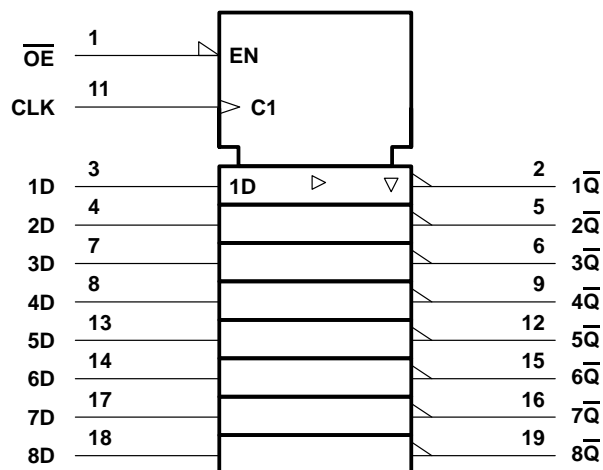 1
O̅E̅ EN
11
CLK C1
3 2
1D 1D 1Q̅
4 5
2D 2Q̅
7 6
3D 3Q̅
8 9
4D 4Q̅
13 12
5D 5Q̅
14 15
6D 6Q̅
17 16
7D 7Q̅
18 19
8D 8Q̅